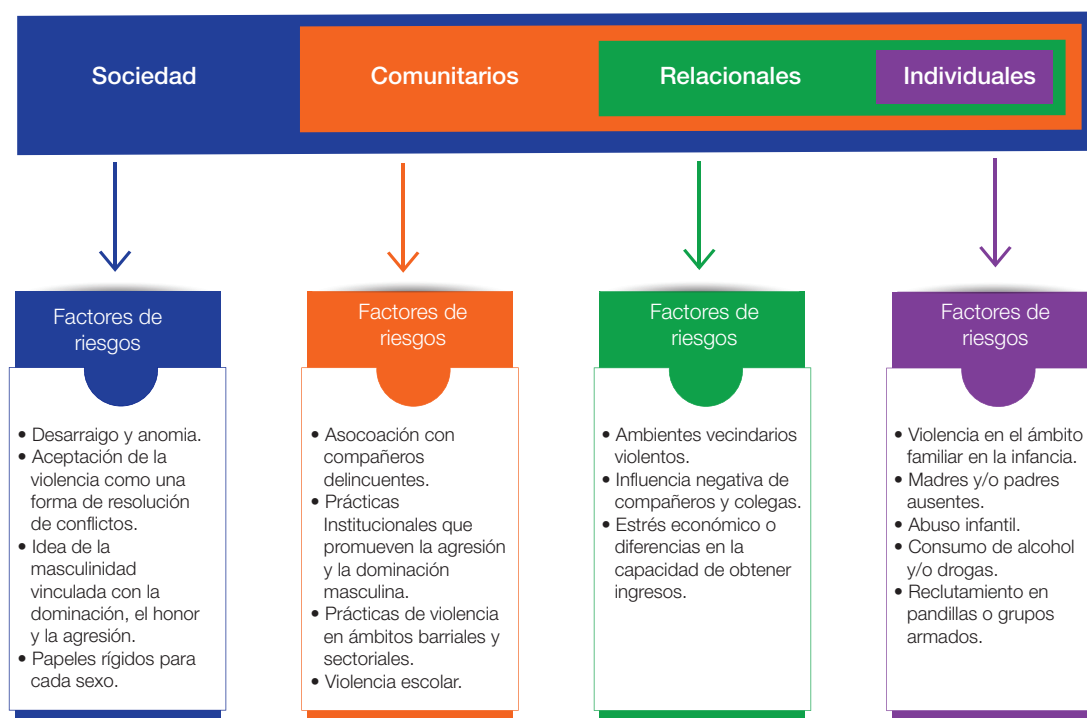 Sociedad
Comunitarios
Relacionales
Individuales
Factores de
riesgos
• Desarraigo y anomia.
• Aceptación de la
violencia como una
forma de resolución
de conflictos.
• Idea de la
masculinidad
vinculada con la
dominación, el honor
y la agresión.
• Papeles rígidos para
cada sexo.
Factores de
riesgos
• Asocoación con
compañeros
delincuentes.
• Prácticas
Institucionales que
promueven la agresión
y la dominación
masculina.
• Prácticas de violencia
en ámbitos barriales y
sectoriales.
• Violencia escolar.
Factores de
riesgos
• Ambientes vecindarios
violentos.
• Influencia negativa de
compañeros y colegas.
• Estrés económico o
diferencias en la
capacidad de obtener
ingresos.
Factores de
riesgos
• Violencia en el ámbito
familiar en la infancia.
• Madres y/o padres
ausentes.
• Abuso infantil.
• Consumo de alcohol
y/o drogas.
• Reclutamiento en
pandillas o grupos
armados.